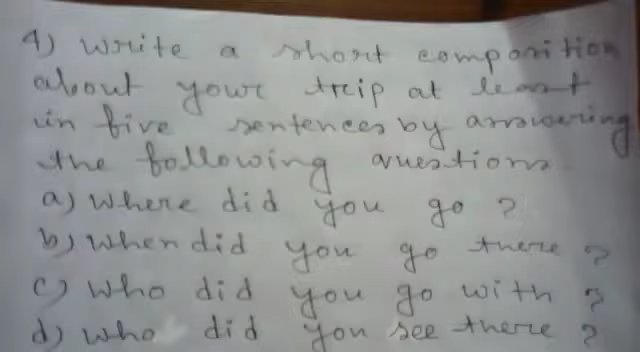 4) Write a short composition
about your trip at least
in five sentences by answering
the following questions.
a) Where did you go ?
b) When did you go there ?
c) Who did you go with ?
d) Who did you see there ?